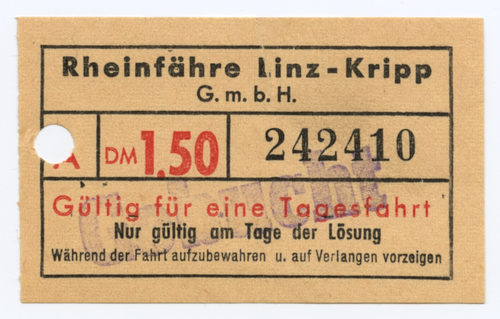 Rheinfähre Linz-Kripp
G.m.b.H.
A DM 1,50 242410
Gültig für eine Tagesfahrt
Nur gültig am Tage der Lösung
Während der Fahrt aufzubewahren u. auf Verlangen vorzeigen